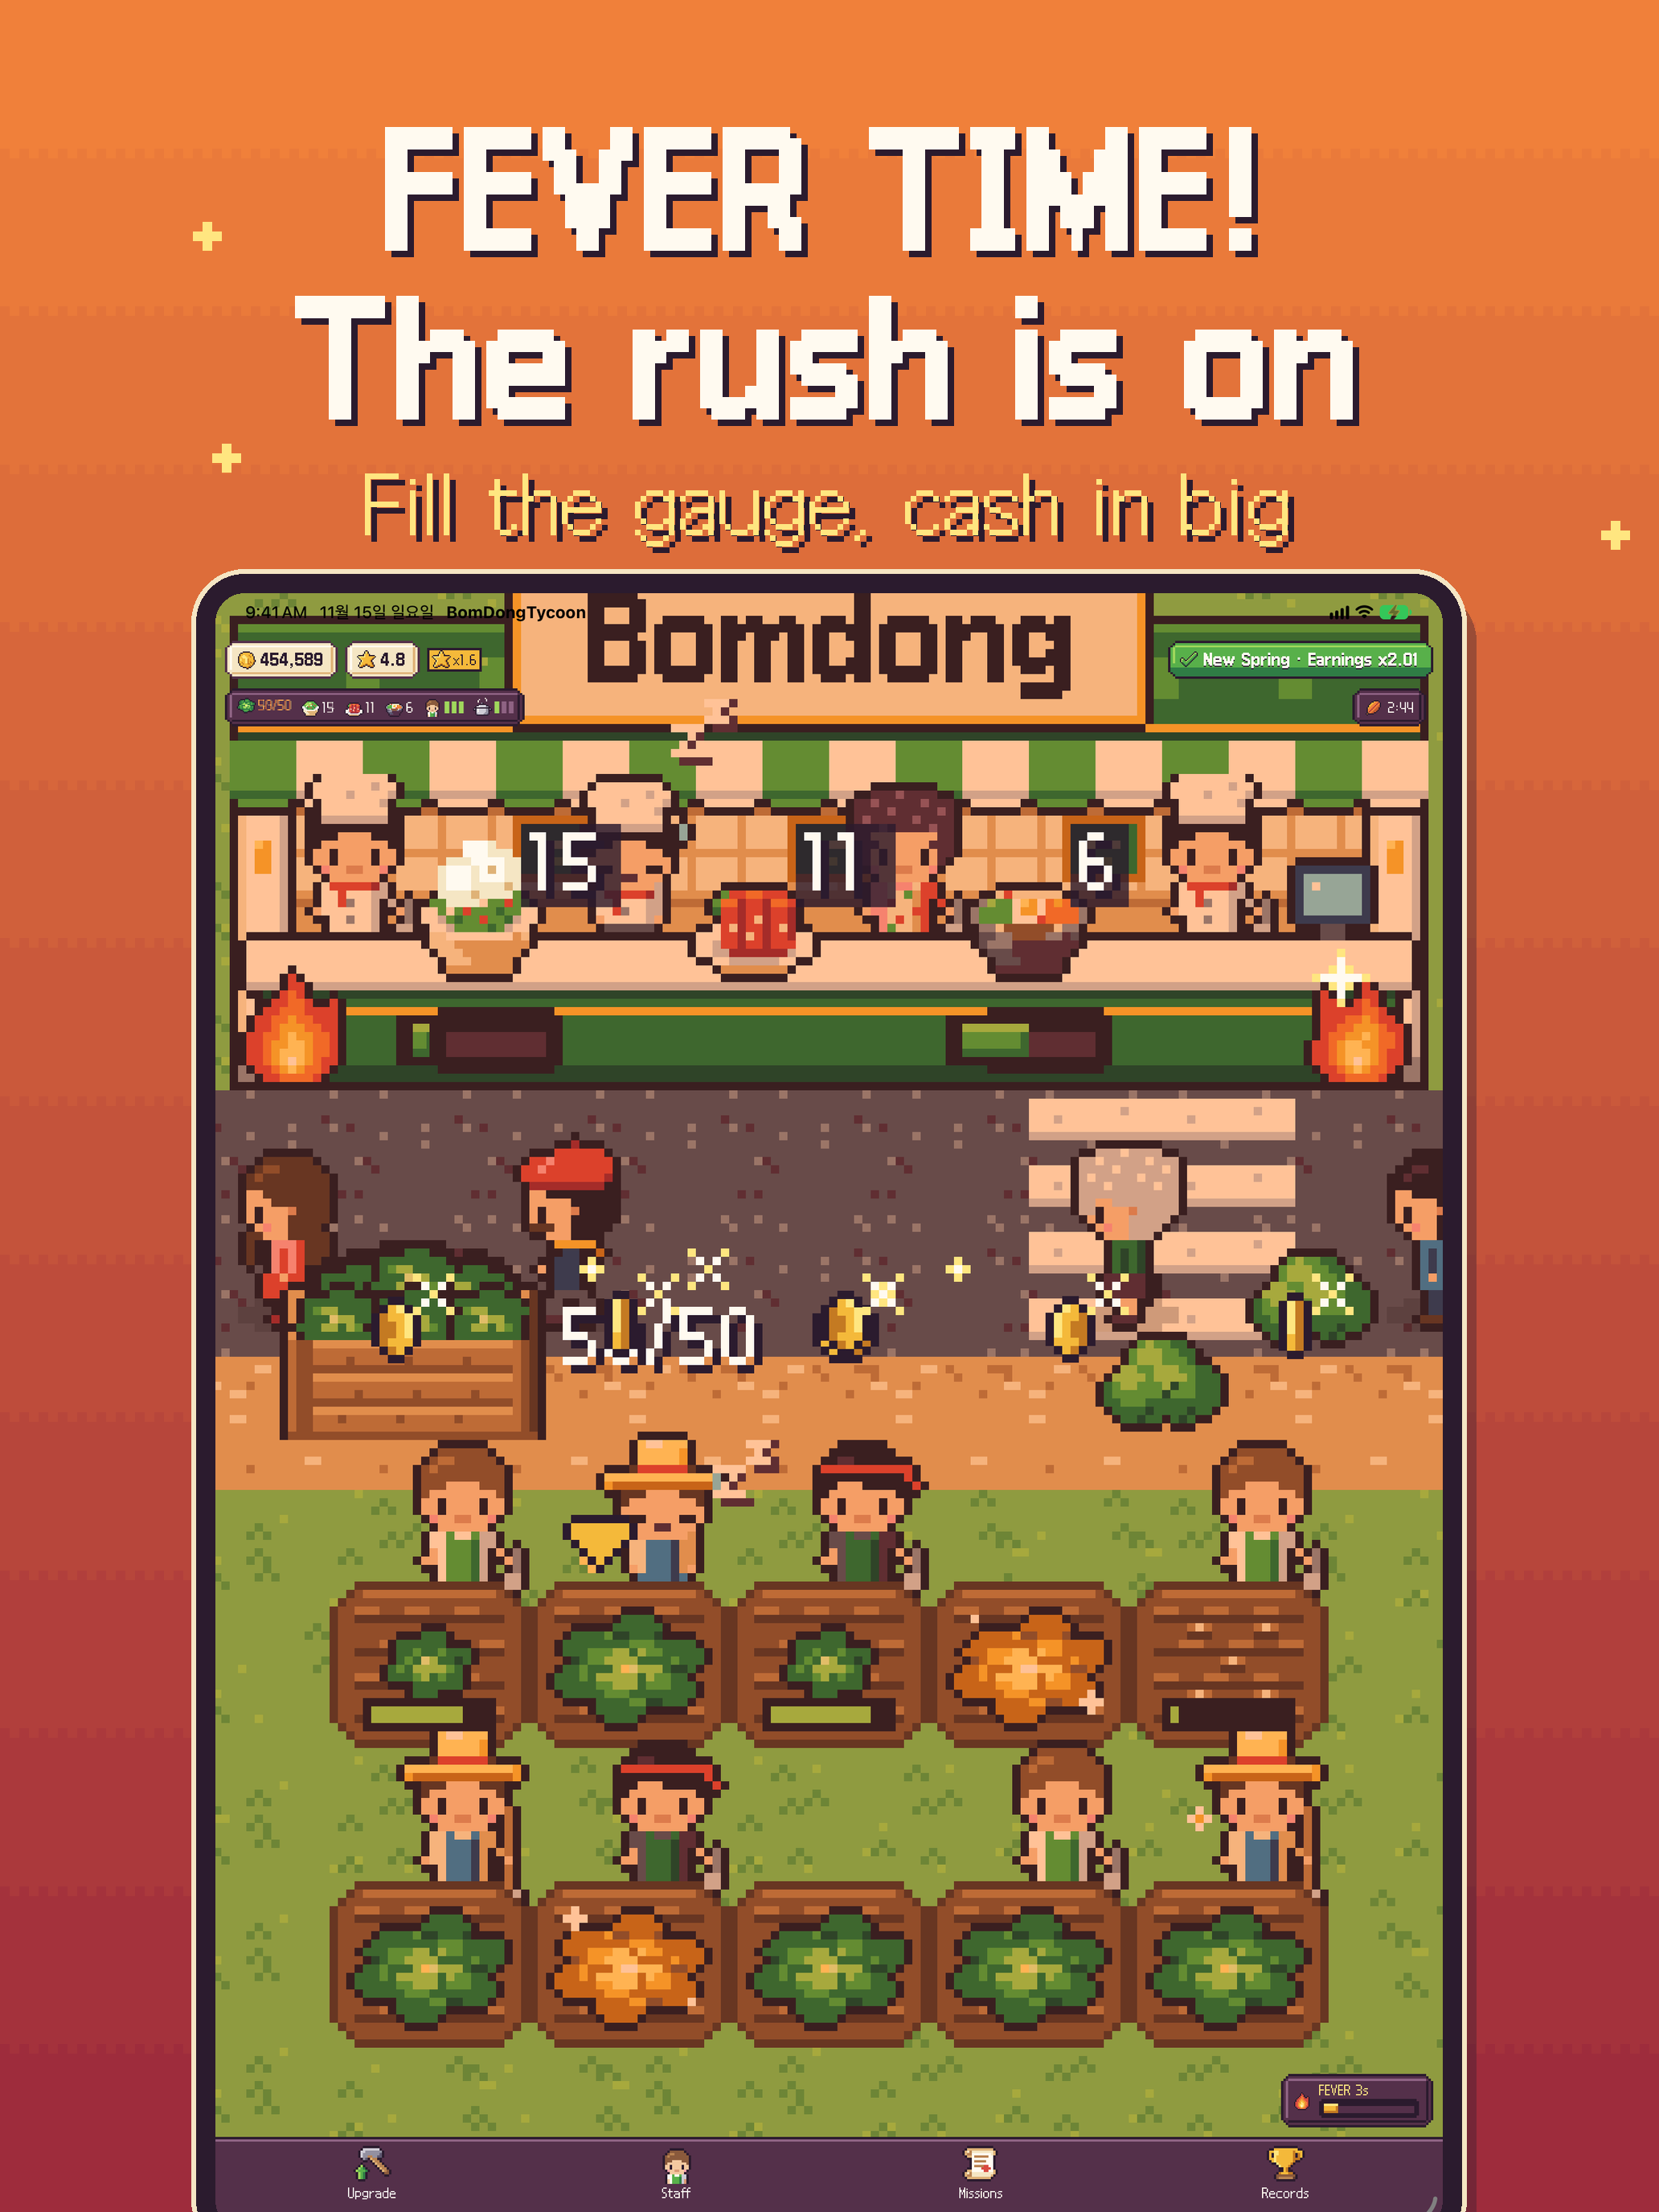 FEVER TIME!
The rush is on
Fill the gauge, cash in big
9:41 AM 11월 15일 일요일 BomDongTycoon
Bomdong
454,589 4.8 x1.6
New Spring · Earnings x2.01
15 11 6
2:44
15 11 6
/50
FEVER 3s
Upgrade Staff Missions Records